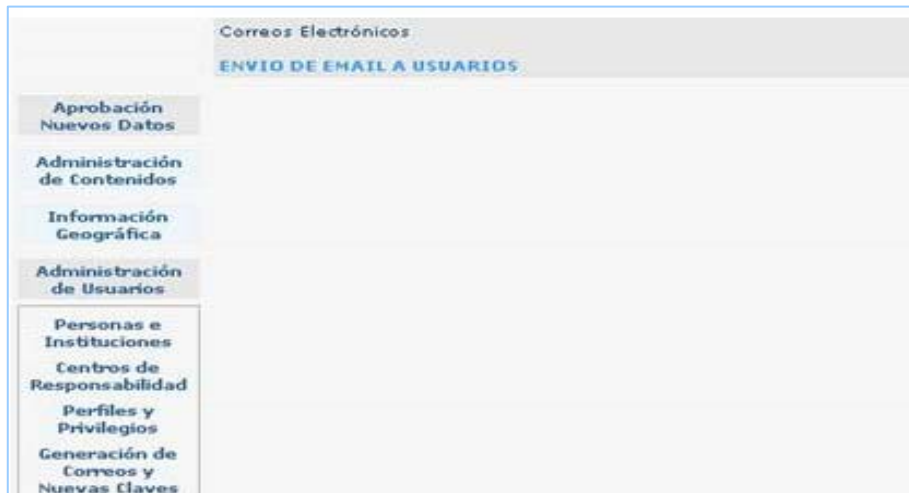 Correos Electrónicos
ENVIO DE EMAIL A USUARIOS
Aprobación
Nuevos Datos
Administración
de Contenidos
Información
Geográfica
Administración
de Usuarios
Personas e
Instituciones
Centros de
Responsabilidad
Perfiles y
Privilegios
Generación de
Correos y
Nuevas Claves